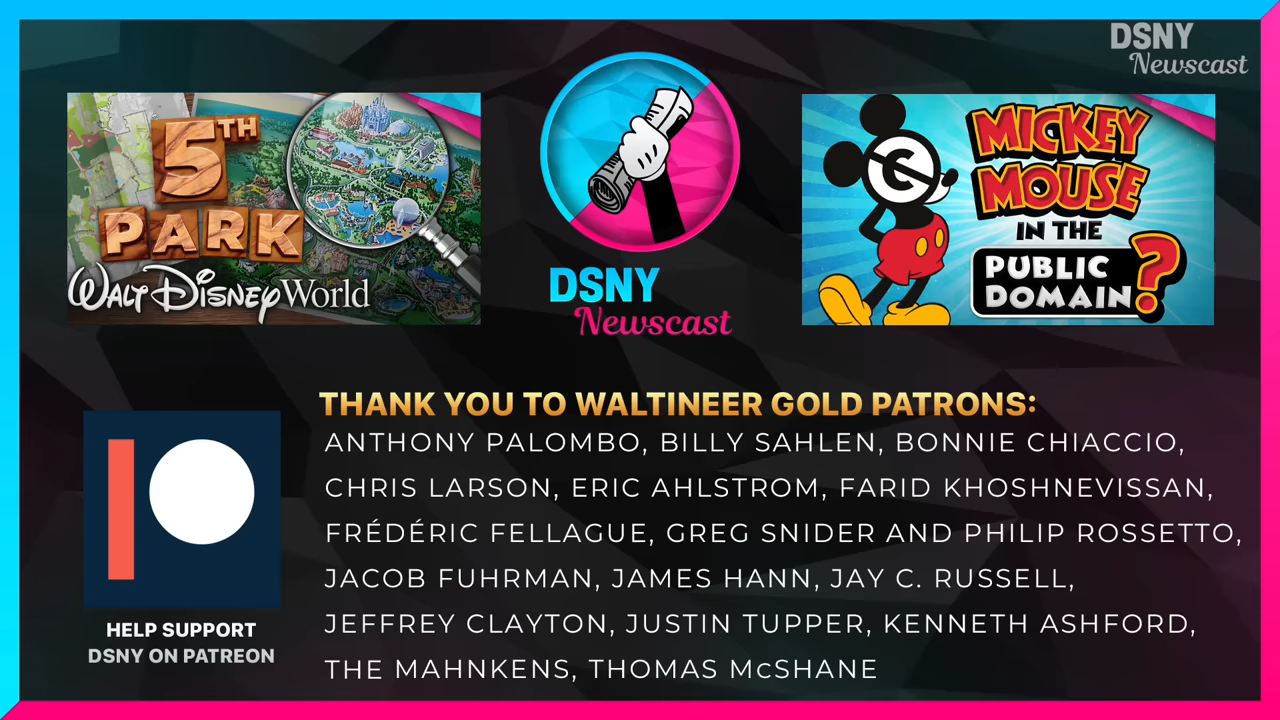 DSNY
Newscast
5TH
PARK
Walt Disney World
DSNY
Newscast
MICKEY
MOUSE
IN THE
PUBLIC
DOMAIN?
C
THANK YOU TO WALTINEER GOLD PATRONS:
ANTHONY PALOMBO, BILLY SAHLEN, BONNIE CHIACCIO,
CHRIS LARSON, ERIC AHLSTROM, FARID KHOSHNEVISSAN,
FRÉDÉRIC FELLAGUE, GREG SNIDER AND PHILIP ROSSETTO,
JACOB FUHRMAN, JAMES HANN, JAY C. RUSSELL,
JEFFREY CLAYTON, JUSTIN TUPPER, KENNETH ASHFORD,
THE MAHNKENS, THOMAS McSHANE
HELP SUPPORT
DSNY ON PATREON